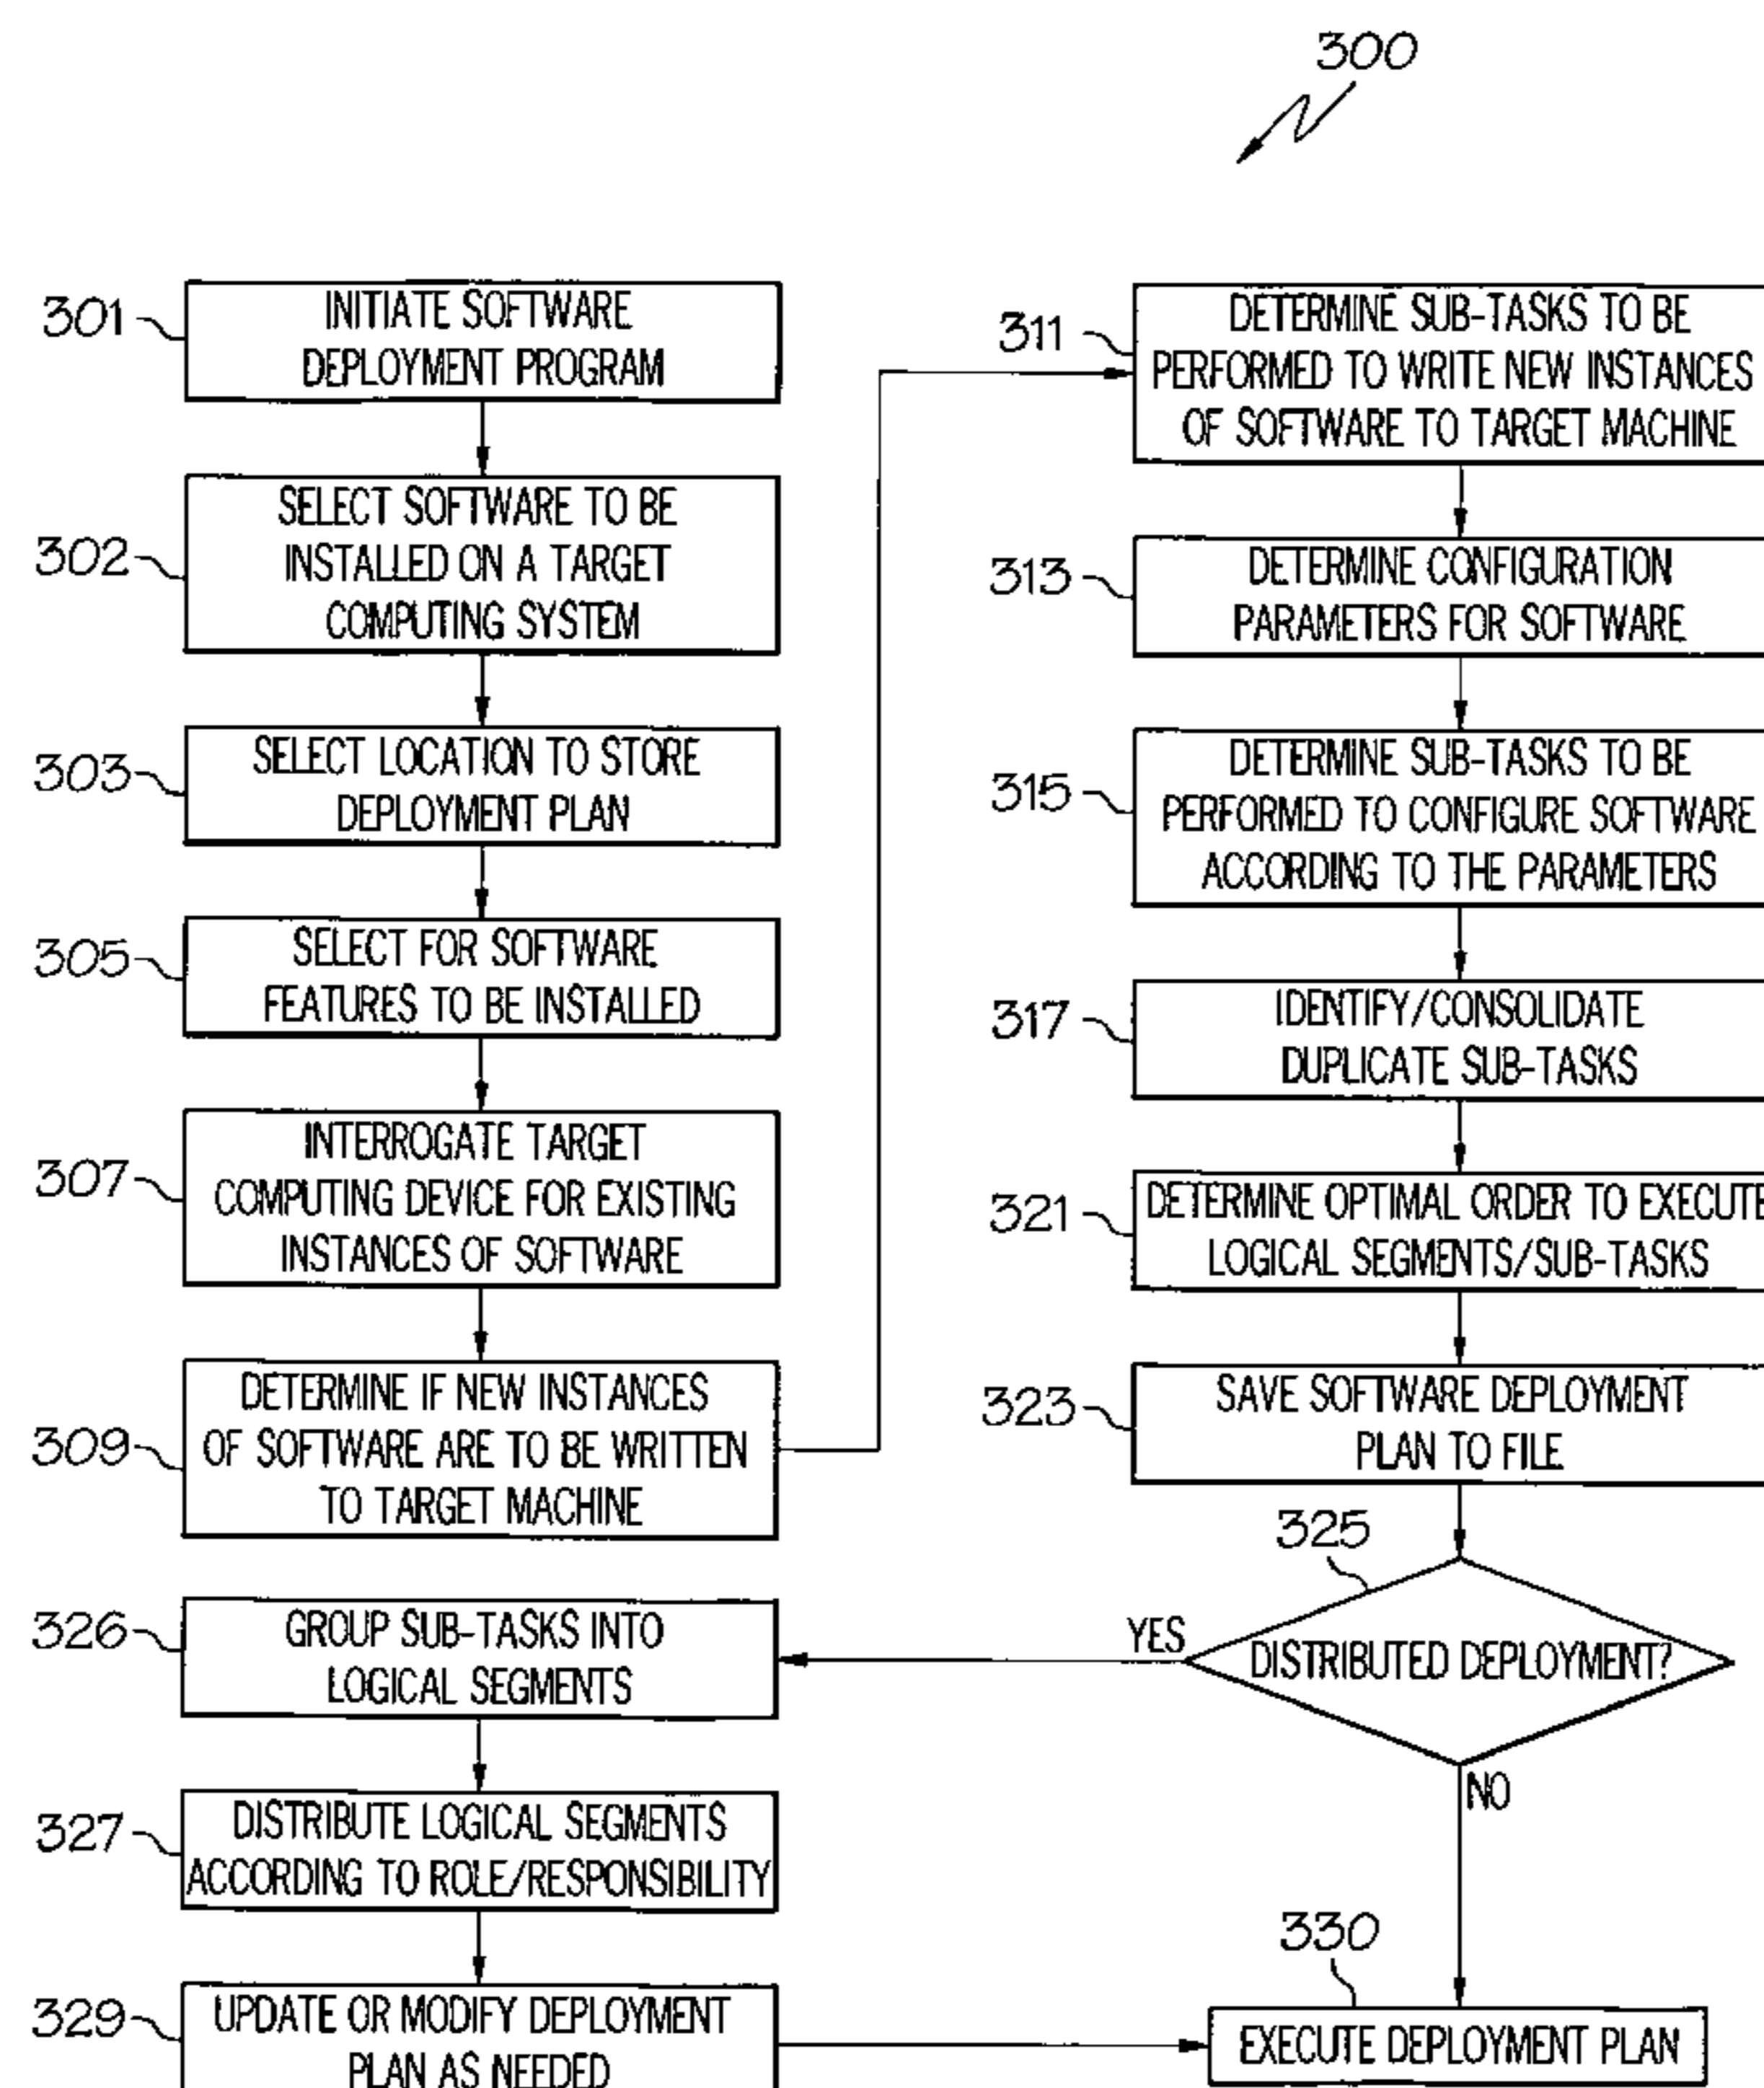 300
301
INITIATE SOFTWARE
DEPLOYMENT PROGRAM
302
SELECT SOFTWARE TO BE
INSTALLED ON A TARGET
COMPUTING SYSTEM
303
SELECT LOCATION TO STORE
DEPLOYMENT PLAN
305
SELECT FOR SOFTWARE
FEATURES TO BE INSTALLED
307
INTERROGATE TARGET
COMPUTING DEVICE FOR EXISTING
INSTANCES OF SOFTWARE
309
DETERMINE IF NEW INSTANCES
OF SOFTWARE ARE TO BE WRITTEN
TO TARGET MACHINE
311
DETERMINE SUB-TASKS TO BE
PERFORMED TO WRITE NEW INSTANCES
OF SOFTWARE TO TARGET MACHINE
313
DETERMINE CONFIGURATION
PARAMETERS FOR SOFTWARE
315
DETERMINE SUB-TASKS TO BE
PERFORMED TO CONFIGURE SOFTWARE
ACCORDING TO THE PARAMETERS
317
IDENTIFY/CONSOLIDATE
DUPLICATE SUB-TASKS
321
DETERMINE OPTIMAL ORDER TO EXECUTE
LOGICAL SEGMENTS/SUB-TASKS
323
SAVE SOFTWARE DEPLOYMENT
PLAN TO FILE
325
DISTRIBUTED DEPLOYMENT?
YES
NO
326
GROUP SUB-TASKS INTO
LOGICAL SEGMENTS
327
DISTRIBUTE LOGICAL SEGMENTS
ACCORDING TO ROLE/RESPONSIBILITY
329
UPDATE OR MODIFY DEPLOYMENT
PLAN AS NEEDED
330
EXECUTE DEPLOYMENT PLAN